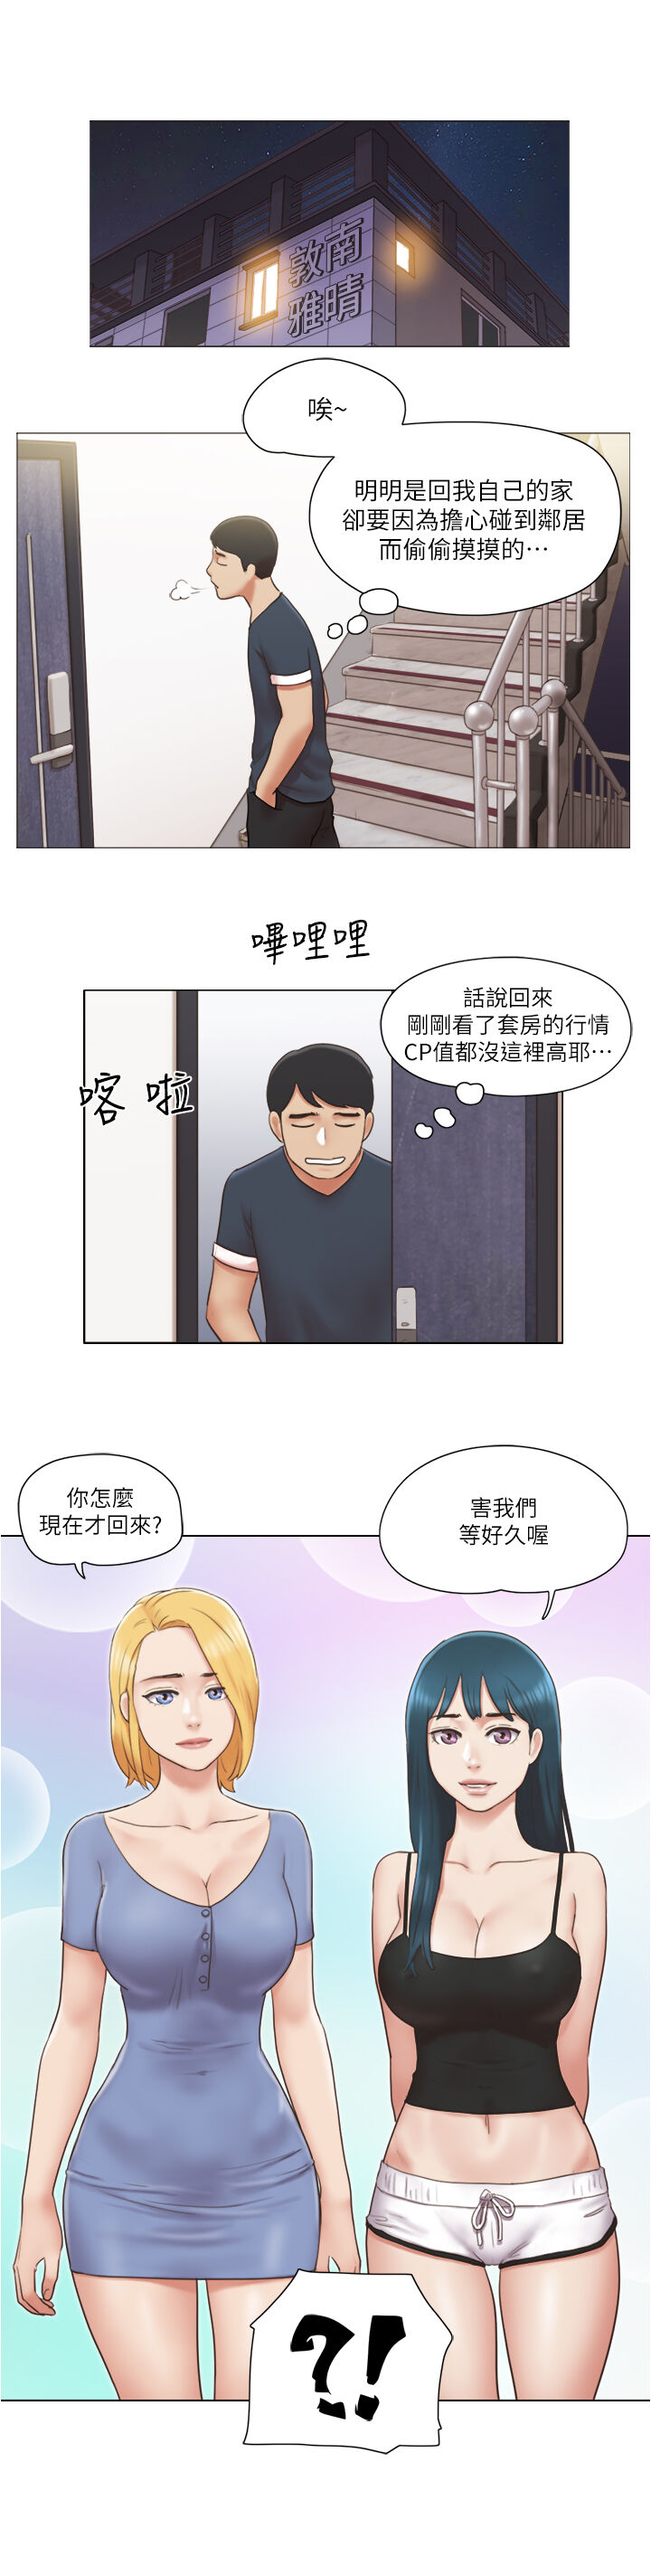 敦南
雅晴
唉~
明明是回我自己的家
卻要因為擔心碰到鄰居
而偷偷摸摸的…
嗶哩哩
話說回來
剛剛看了套房的行情
CP值都沒這裡高耶…
喀啦
你怎麼
現在才回來?
害我們
等好久喔
?!